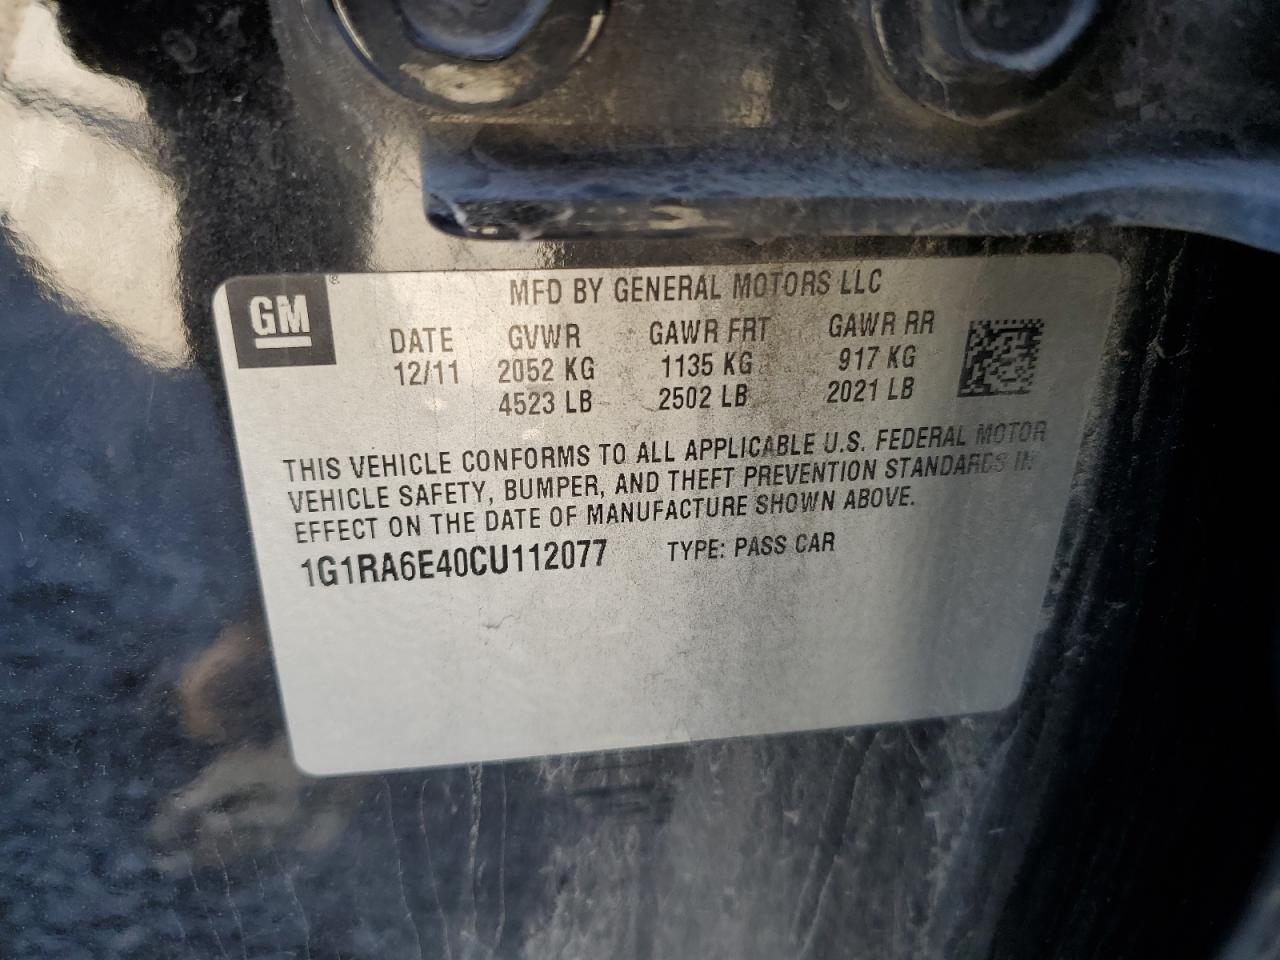 GM ®
MFD BY GENERAL MOTORS LLC
DATE GVWR GAWR FRT GAWR RR
12/11 2052 KG 1135 KG 917 KG
4523 LB 2502 LB 2021 LB
THIS VEHICLE CONFORMS TO ALL APPLICABLE U.S. FEDERAL MOTOR
VEHICLE SAFETY, BUMPER, AND THEFT PREVENTION STANDARDS IN
EFFECT ON THE DATE OF MANUFACTURE SHOWN ABOVE.
1G1RA6E40CU112077 TYPE: PASS CAR